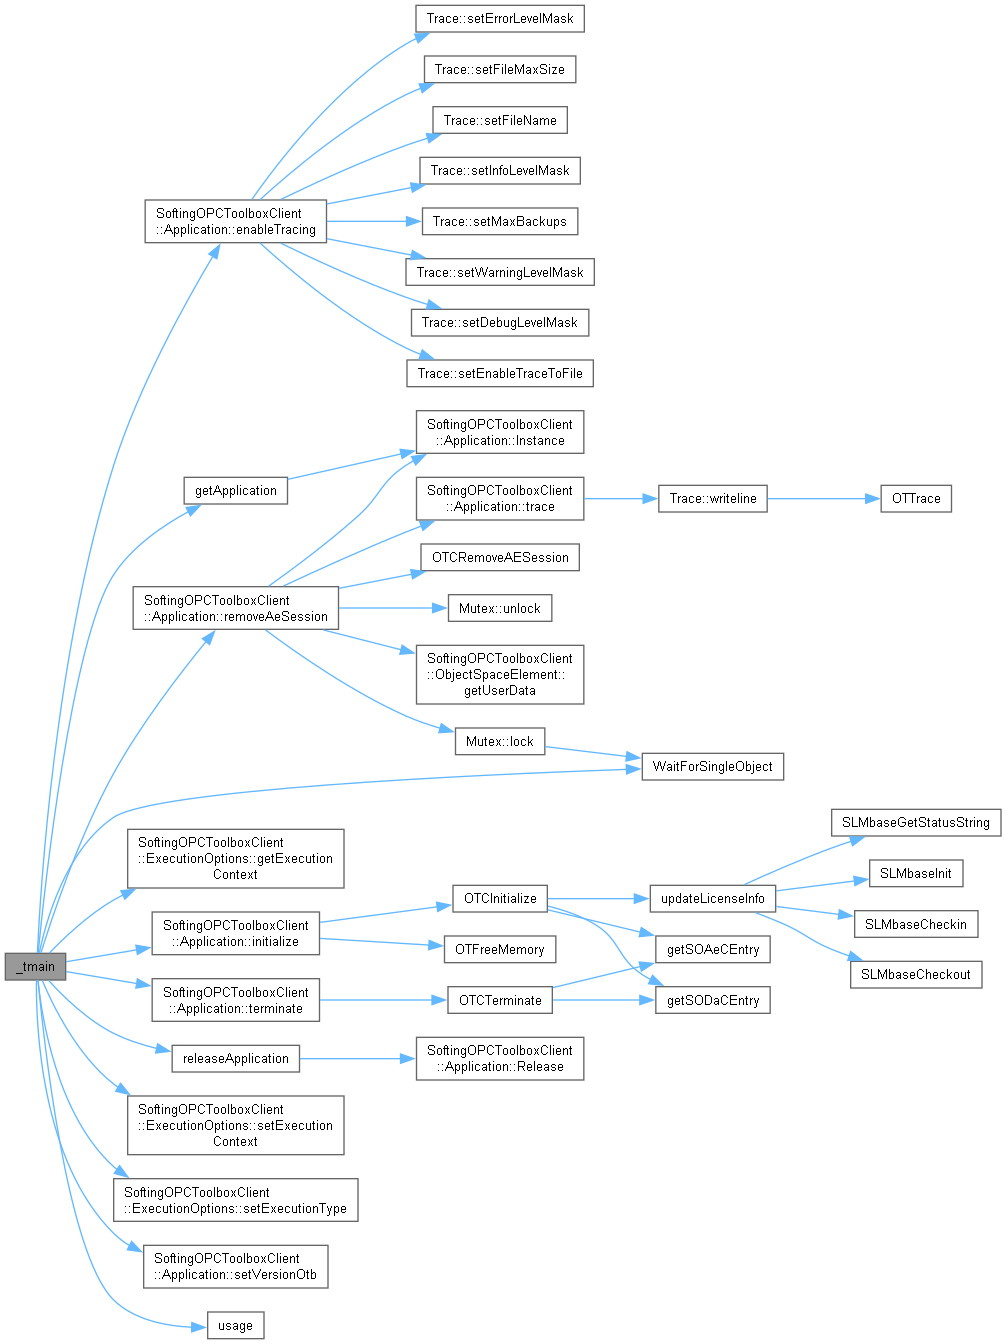 Trace::setErrorLevelMask
Trace::setFileMaxSize
Trace::setFileName
Trace::setInfoLevelMask
SoftingOPCToolboxClient
::Application::enableTracing
Trace::setMaxBackups
Trace::setWarningLevelMask
Trace::setDebugLevelMask
Trace::setEnableTraceToFile
SoftingOPCToolboxClient
::Application::Instance
getApplication
SoftingOPCToolboxClient
::Application::trace
Trace::writeline
OTTrace
OTCRemoveAESession
SoftingOPCToolboxClient
::Application::removeAeSession
Mutex::unlock
SoftingOPCToolboxClient
::ObjectSpaceElement::
getUserData
Mutex::lock
WaitForSingleObject
SoftingOPCToolboxClient
::ExecutionOptions::getExecution
Context
SLMbaseGetStatusString
SLMbaseInit
OTCInitialize
updateLicenseInfo
SLMbaseCheckin
SoftingOPCToolboxClient
::Application::initialize
OTFreeMemory
getSOAeCEntry
_tmain
SLMbaseCheckout
SoftingOPCToolboxClient
::Application::terminate
OTCTerminate
getSODaCEntry
releaseApplication
SoftingOPCToolboxClient
::Application::Release
SoftingOPCToolboxClient
::ExecutionOptions::setExecution
Context
SoftingOPCToolboxClient
::ExecutionOptions::setExecutionType
SoftingOPCToolboxClient
::Application::setVersionOtb
usage